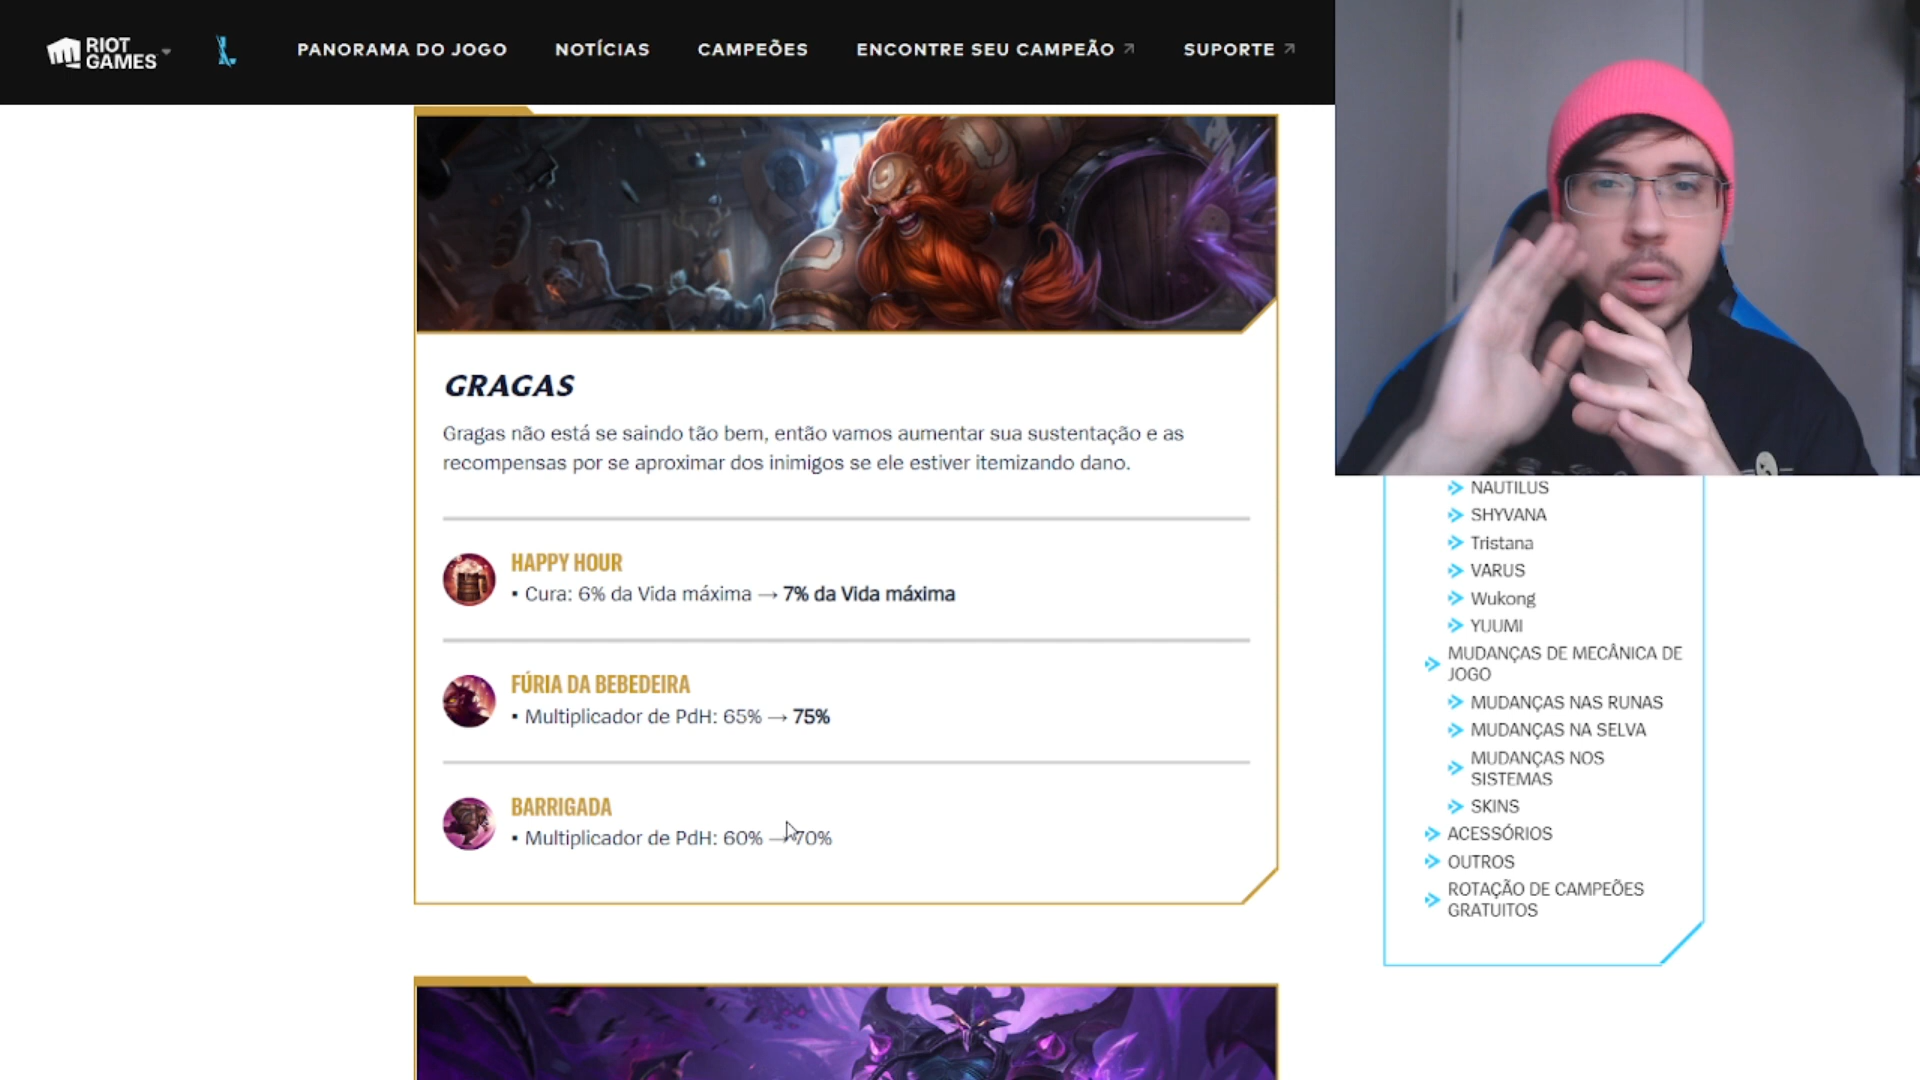 RIOT
GAMES
PANORAMA DO JOGO
NOTÍCIAS
CAMPEÕES
ENCONTRE SEU CAMPEÃO
SUPORTE
GRAGAS
Gragas não está se saindo tão bem, então vamos aumentar sua sustentação e as
recompensas por se aproximar dos inimigos se ele estiver itemizando dano.
HAPPY HOUR
• Cura: 6% da Vida máxima → 7% da Vida máxima
FÚRIA DA BEBEDEIRA
• Multiplicador de PdH: 65% → 75%
BARRIGADA
• Multiplicador de PdH: 60% → 70%
NAUTILUS
SHYVANA
Tristana
VARUS
Wukong
YUUMI
MUDANÇAS DE MECÂNICA DE
JOGO
MUDANÇAS NAS RUNAS
MUDANÇAS NA SELVA
MUDANÇAS NOS
SISTEMAS
SKINS
ACESSÓRIOS
OUTROS
ROTAÇÃO DE CAMPEÕES
GRATUITOS